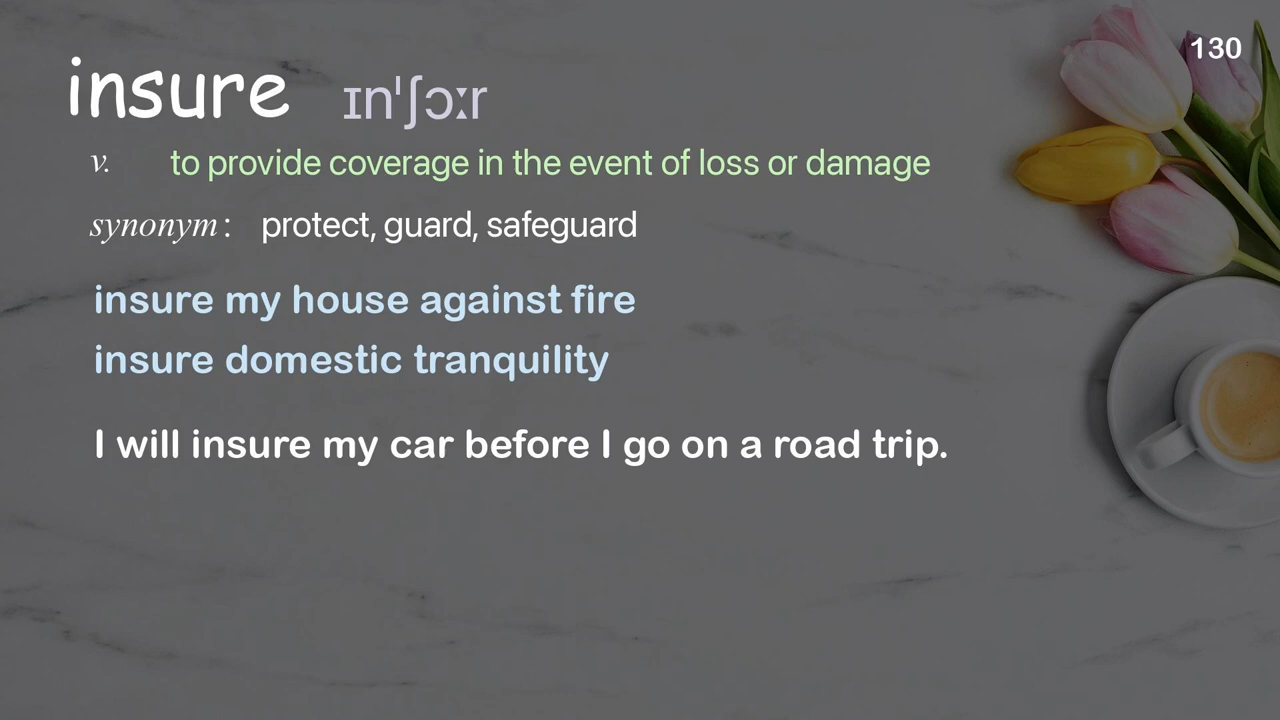 130
insure ɪnˈʃɔːr
v. to provide coverage in the event of loss or damage
synonym: protect, guard, safeguard
insure my house against fire
insure domestic tranquility
I will insure my car before I go on a road trip.